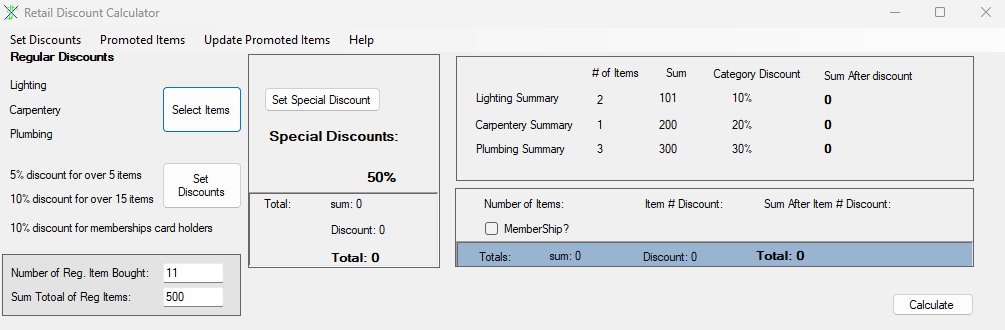 Retail Discount Calculator
Set Discounts Promoted Items Update Promoted Items Help
Regular Discounts
Lighting
Carpentery
Plumbing
Select Items
5% discount for over 5 items
10% discount for over 15 items
Set
Discounts
10% discount for memberships card holders
Number of Reg. Item Bought: 11
Sum Totoal of Reg Items: 500
Set Special Discount
Special Discounts:
50%
Total: sum: 0
Discount: 0
Total: 0
# of Items Sum Category Discount Sum After discount
Lighting Summary 2 101 10% 0
Carpentery Summary 1 200 20% 0
Plumbing Summary 3 300 30% 0
Number of Items: Item # Discount: Sum After Item # Discount:
MemberShip?
Totals: sum: 0 Discount: 0 Total: 0
Calculate